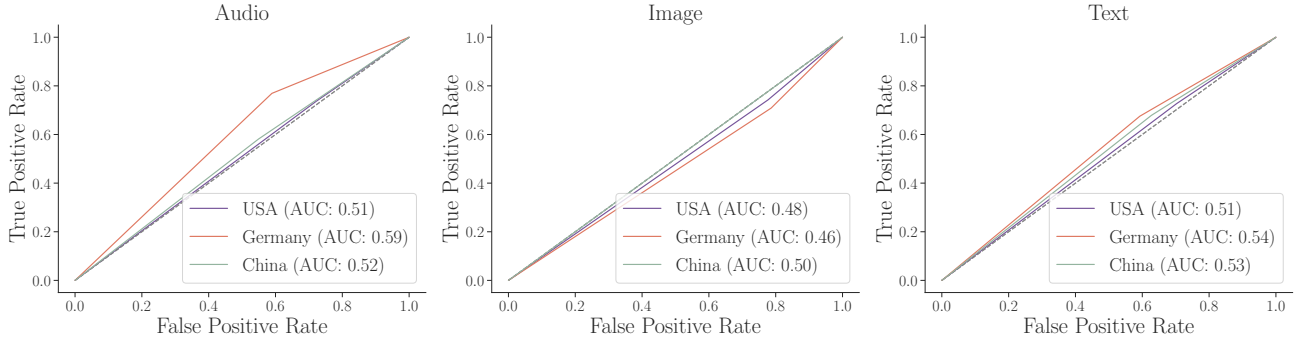 Audio
True Positive Rate
1.0
0.8
0.6
0.4
0.2
0.0
USA (AUC: 0.51)
Germany (AUC: 0.59)
China (AUC: 0.52)
0.0 0.2 0.4 0.6 0.8 1.0
False Positive Rate
Image
True Positive Rate
1.0
0.8
0.6
0.4
0.2
0.0
USA (AUC: 0.48)
Germany (AUC: 0.46)
China (AUC: 0.50)
0.0 0.2 0.4 0.6 0.8 1.0
False Positive Rate
Text
True Positive Rate
1.0
0.8
0.6
0.4
0.2
0.0
USA (AUC: 0.51)
Germany (AUC: 0.54)
China (AUC: 0.53)
0.0 0.2 0.4 0.6 0.8 1.0
False Positive Rate